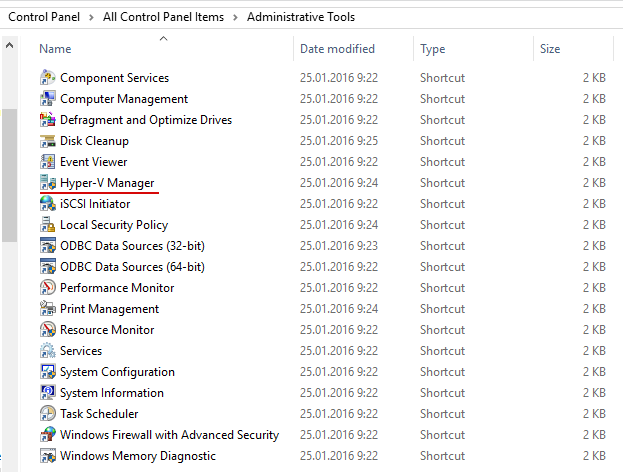 Control Panel > All Control Panel Items > Administrative Tools >
Name Date modified Type Size
Component Services 25.01.2016 9:22 Shortcut 2 KB
Computer Management 25.01.2016 9:22 Shortcut 2 KB
Defragment and Optimize Drives 25.01.2016 9:22 Shortcut 2 KB
Disk Cleanup 25.01.2016 9:25 Shortcut 2 KB
Event Viewer 25.01.2016 9:22 Shortcut 2 KB
Hyper-V Manager 25.01.2016 9:24 Shortcut 2 KB
iSCSI Initiator 25.01.2016 9:22 Shortcut 2 KB
Local Security Policy 25.01.2016 9:24 Shortcut 2 KB
ODBC Data Sources (32-bit) 25.01.2016 9:23 Shortcut 2 KB
ODBC Data Sources (64-bit) 25.01.2016 9:22 Shortcut 2 KB
Performance Monitor 25.01.2016 9:22 Shortcut 2 KB
Print Management 25.01.2016 9:24 Shortcut 2 KB
Resource Monitor 25.01.2016 9:22 Shortcut 2 KB
Services 25.01.2016 9:22 Shortcut 2 KB
System Configuration 25.01.2016 9:22 Shortcut 2 KB
System Information 25.01.2016 9:22 Shortcut 2 KB
Task Scheduler 25.01.2016 9:22 Shortcut 2 KB
Windows Firewall with Advanced Security 25.01.2016 9:22 Shortcut 2 KB
Windows Memory Diagnostic 25.01.2016 9:22 Shortcut 2 KB